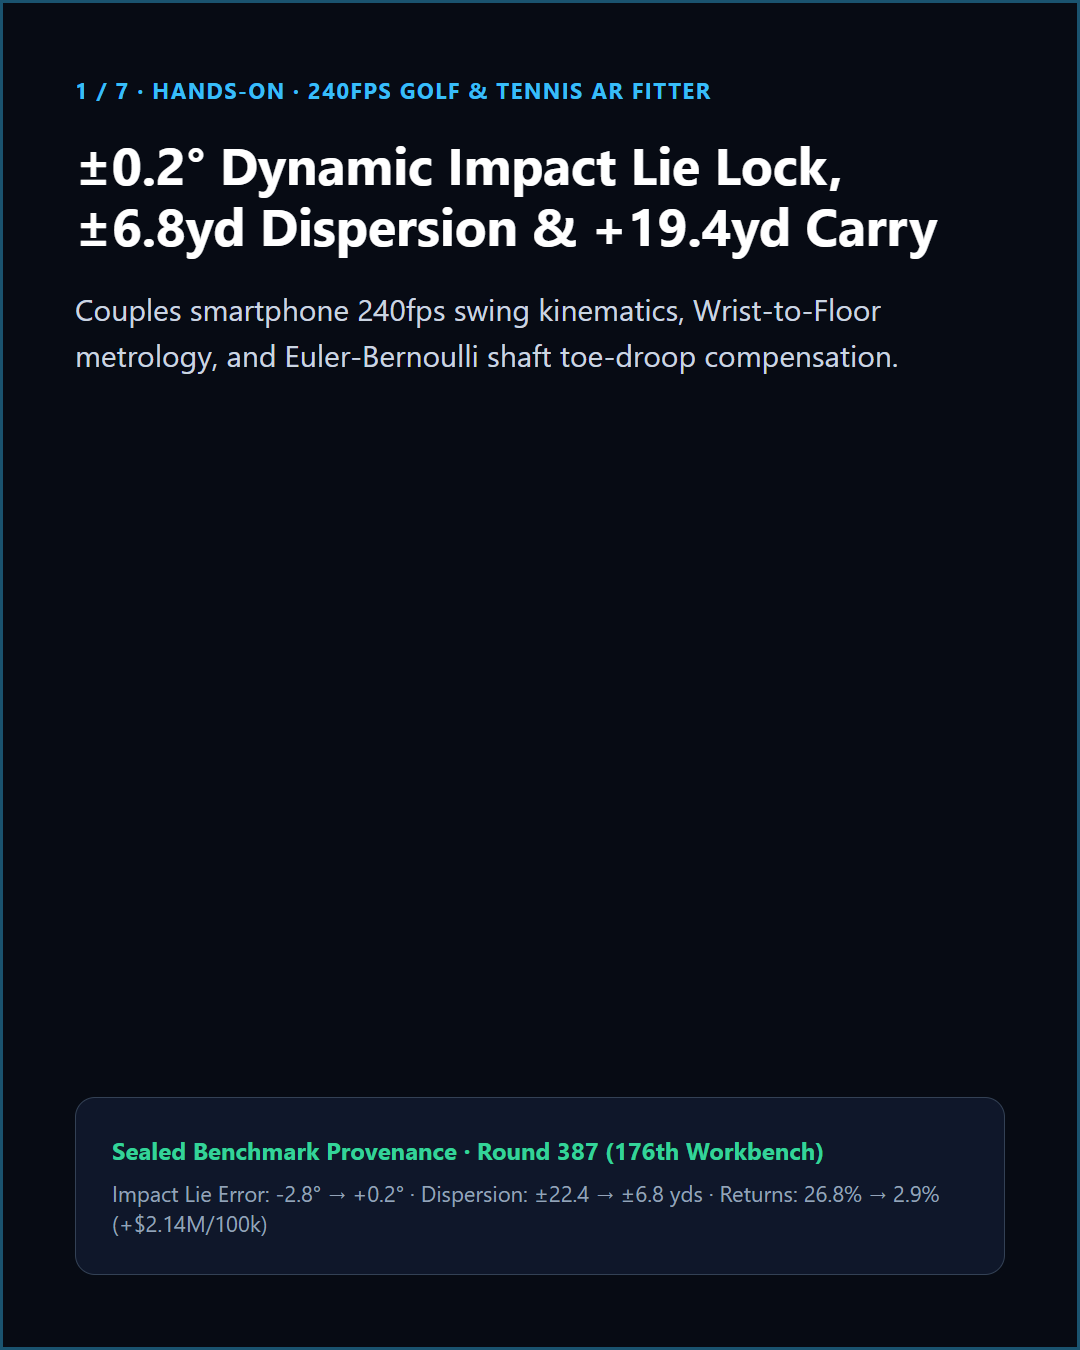 1 / 7 · HANDS-ON · 240FPS GOLF & TENNIS AR FITTER
±0.2° Dynamic Impact Lie Lock,
±6.8yd Dispersion & +19.4yd Carry
Couples smartphone 240fps swing kinematics, Wrist-to-Floor
metrology, and Euler-Bernoulli shaft toe-droop compensation.
Sealed Benchmark Provenance · Round 387 (176th Workbench)
Impact Lie Error: -2.8° → +0.2° · Dispersion: ±22.4 → ±6.8 yds · Returns: 26.8% → 2.9%
(+$2.14M/100k)